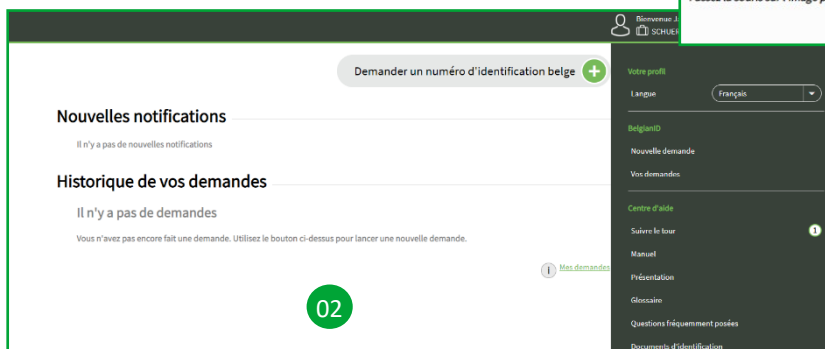 Bienvenue
SCHUER
Demander un numéro d'identification belge
Nouvelles notifications
Il n'y a pas de nouvelles notifications
Historique de vos demandes
Il n'y a pas de demandes
Vous n'avez pas encore fait une demande. Utilisez le bouton ci-dessus pour lancer une nouvelle demande.
i Mes demandes
02
Votre profil
Langue Français
BelgianID
Nouvelle demande
Vos demandes
Centre d'aide
Suivre le tour 1
Manuel
Présentation
Glossaire
Questions fréquemment posées
Documents d'identification